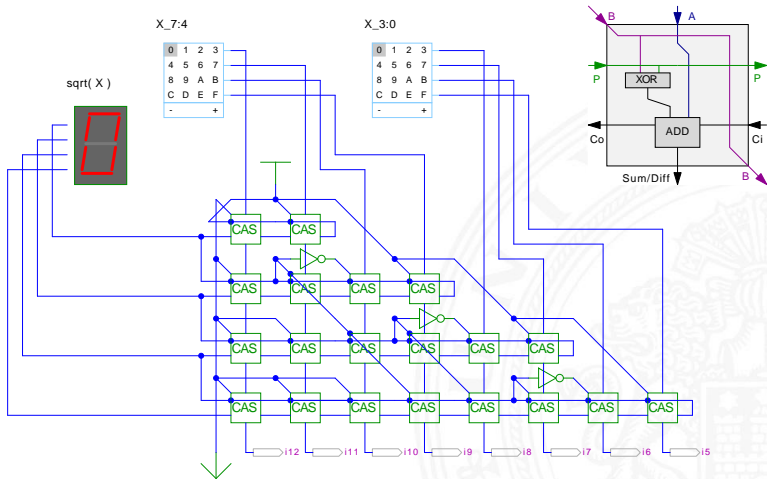 X_7:4
X_3:0
sqrt( X )
0 1 2 3
4 5 6 7
8 9 A B
C D E F
- +
0 1 2 3
4 5 6 7
8 9 A B
C D E F
- +
B A
P P
XOR
ADD
Co Ci
Sum/Diff B
CAS CAS
CAS CAS CAS CAS
CAS CAS CAS CAS CAS CAS
CAS CAS CAS CAS CAS CAS CAS CAS
i12 i11 i10 i9 i8 i7 i6 i5